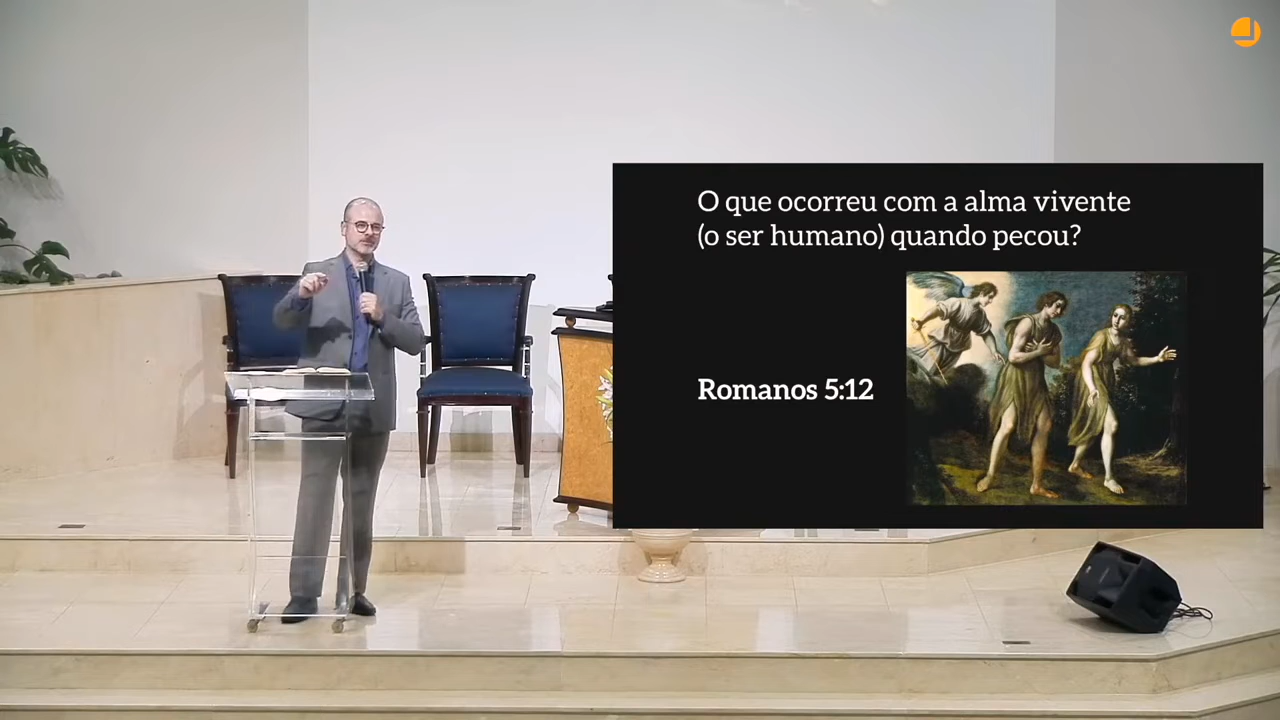 O que ocorreu com a alma vivente
(o ser humano) quando pecou?
Romanos 5:12